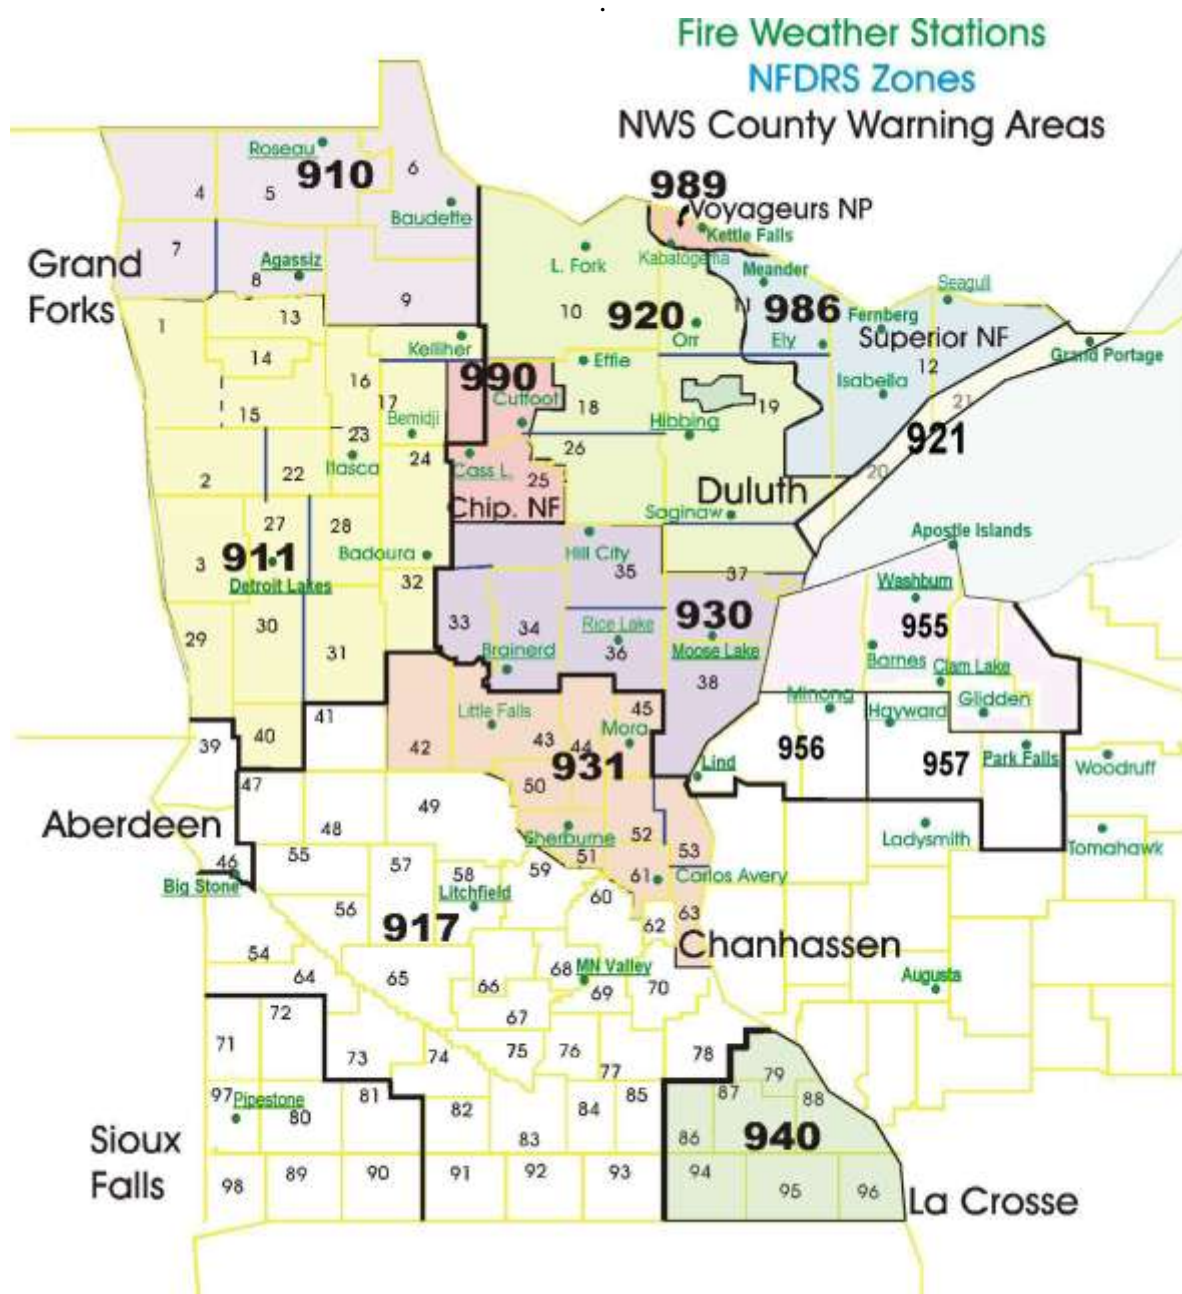 .
Fire Weather Stations
NFDRS Zones
NWS County Warning Areas
Roseau
910
6
4
5
Baudette
989
Voyageurs NP
Kettle Falls
Kabatogema
7
Agassiz
8
9
L. Fork
Meander
Seagull
Grand
Forks
1
13
10
920
11
986
Fernberg
Orr
Ely
Superior NF
Grand Portage
Kelliher
14
Effie
12
16
990
Isabella
17
Cutfoot
18
19
21
15
Bemidji
Hibbing
23
26
921
24
Itasca
Cass L.
25
20
2
22
Duluth
Chip. NF
Saginaw
27
28
3
911
Badoura
Hill City
Apostle Islands
Detroit Lakes
32
35
37
Washburn
33
34
Rice Lake
930
955
29
30
31
Brainerd
36
Moose Lake
Barnes
38
Clam Lake
Minong
Glidden
Little Falls
45
Hayward
41
Mora
39
40
42
43
44
956
957
Park Falls
931
Lind
Woodruff
47
50
49
Aberdeen
48
Sherburne
52
Ladysmith
Tomahawk
46
55
57
51
53
Big Stone
58
59
61
Carlos Avery
Litchfield
60
56
917
62
63
Chanhassen
54
64
65
68
MN Valley
Augusta
66
69
70
72
67
71
73
74
75
76
77
78
79
97
Pipestone
81
85
87
88
80
82
84
Sioux
Falls
83
86
940
98
89
90
91
92
93
94
95
96
La Crosse